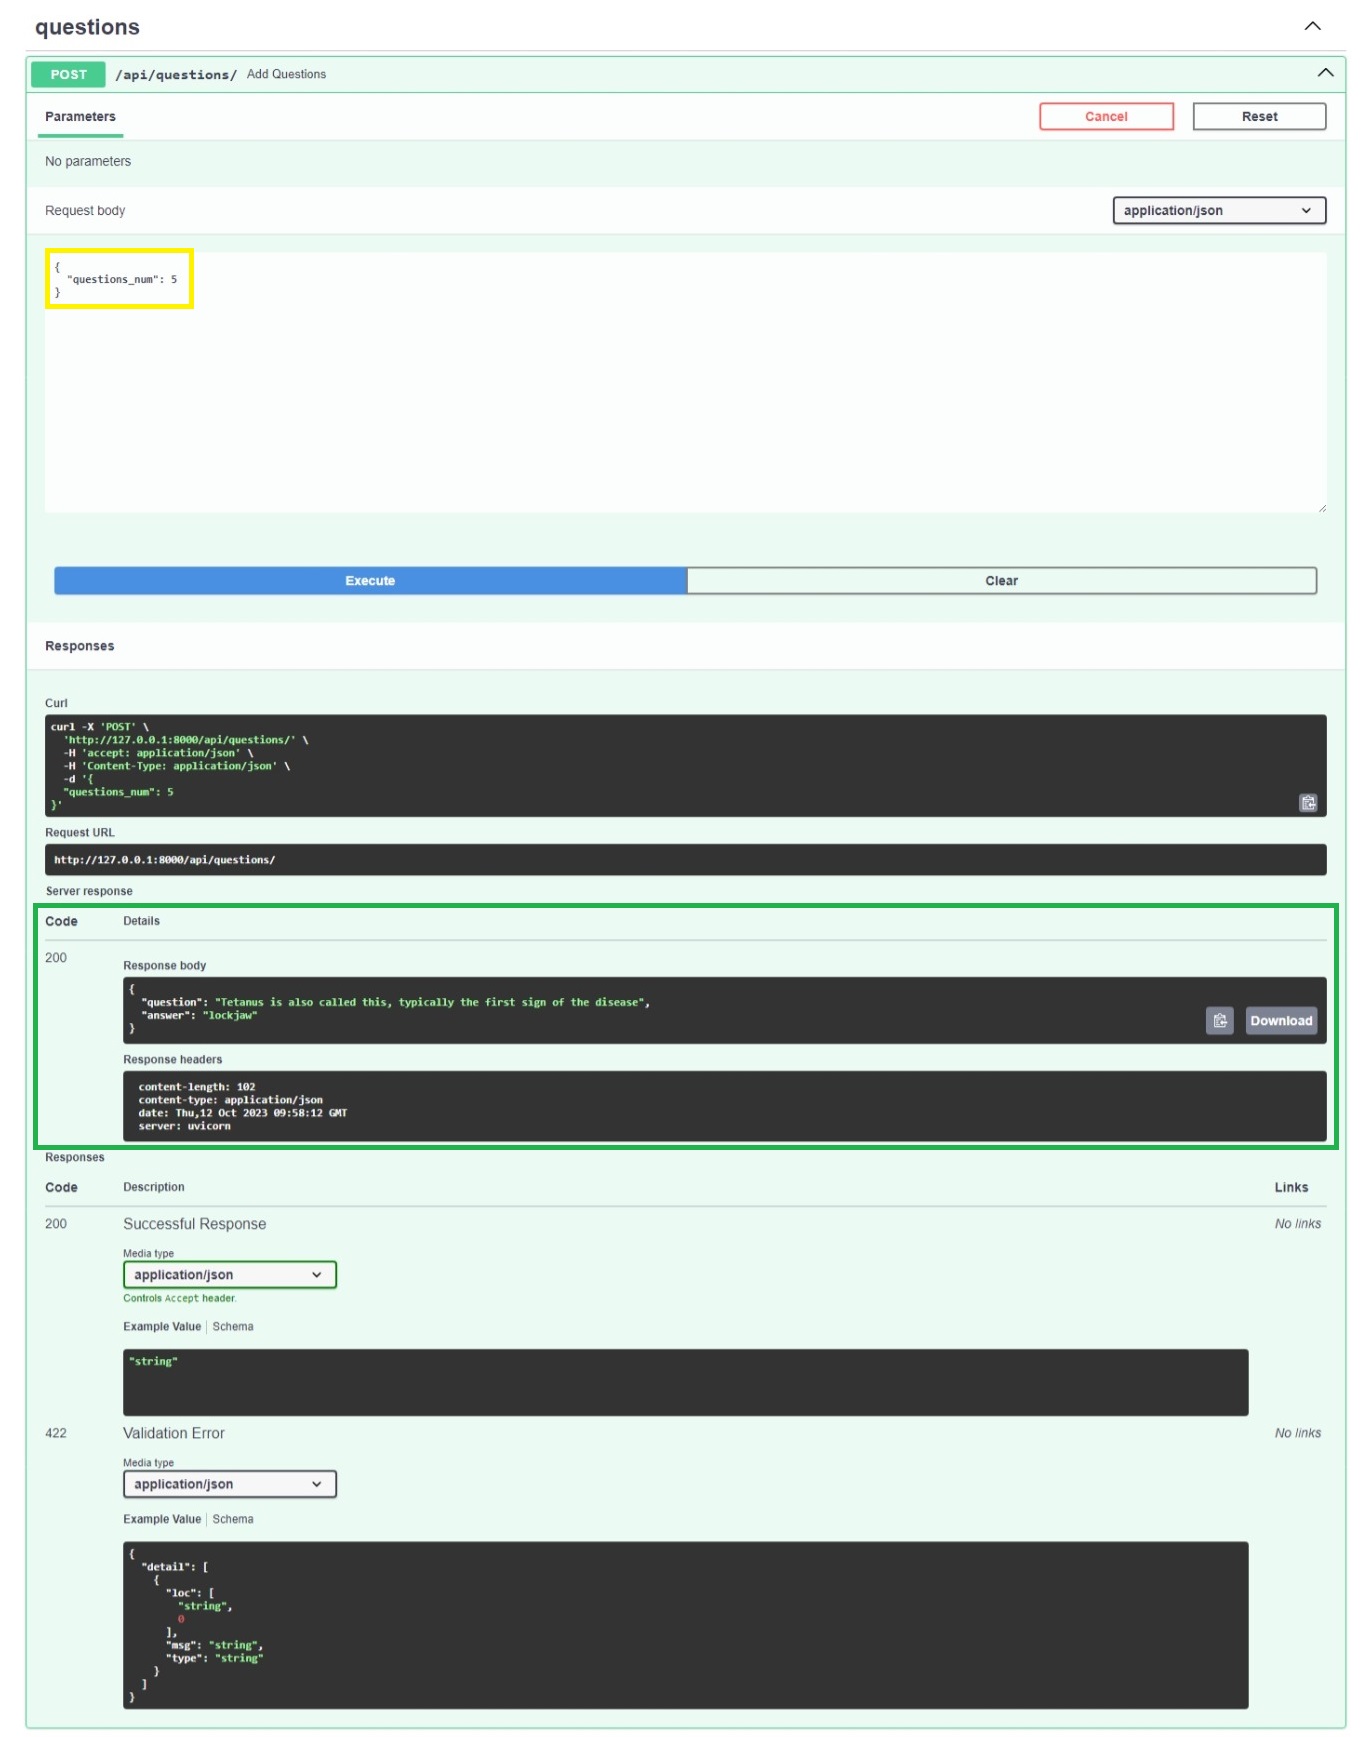 questions
POST /api/questions/ Add Questions
Parameters
Cancel
Reset
No parameters
Request body
application/json
{
  "questions_num": 5
}
Execute
Clear
Responses
Curl
curl -X 'POST' \
  'http://127.0.0.1:8000/api/questions/' \
  -H 'accept: application/json' \
  -H 'Content-Type: application/json' \
  -d '{
  "questions_num": 5
}'
Request URL
http://127.0.0.1:8000/api/questions/
Server response
Code Details
200
Response body
{
  "question": "Tetanus is also called this, typically the first sign of the disease",
  "answer": "lockjaw"
}
Download
Response headers
content-length: 102
content-type: application/json
date: Thu,12 Oct 2023 09:58:12 GMT
server: uvicorn
Responses
Code Description Links
200 Successful Response No links
Media type
application/json
Controls Accept header.
Example Value Schema
"string"
422 Validation Error No links
Media type
application/json
Example Value Schema
{
  "detail": [
    {
      "loc": [
        "string",
        0
      ],
      "msg": "string",
      "type": "string"
    }
  ]
}